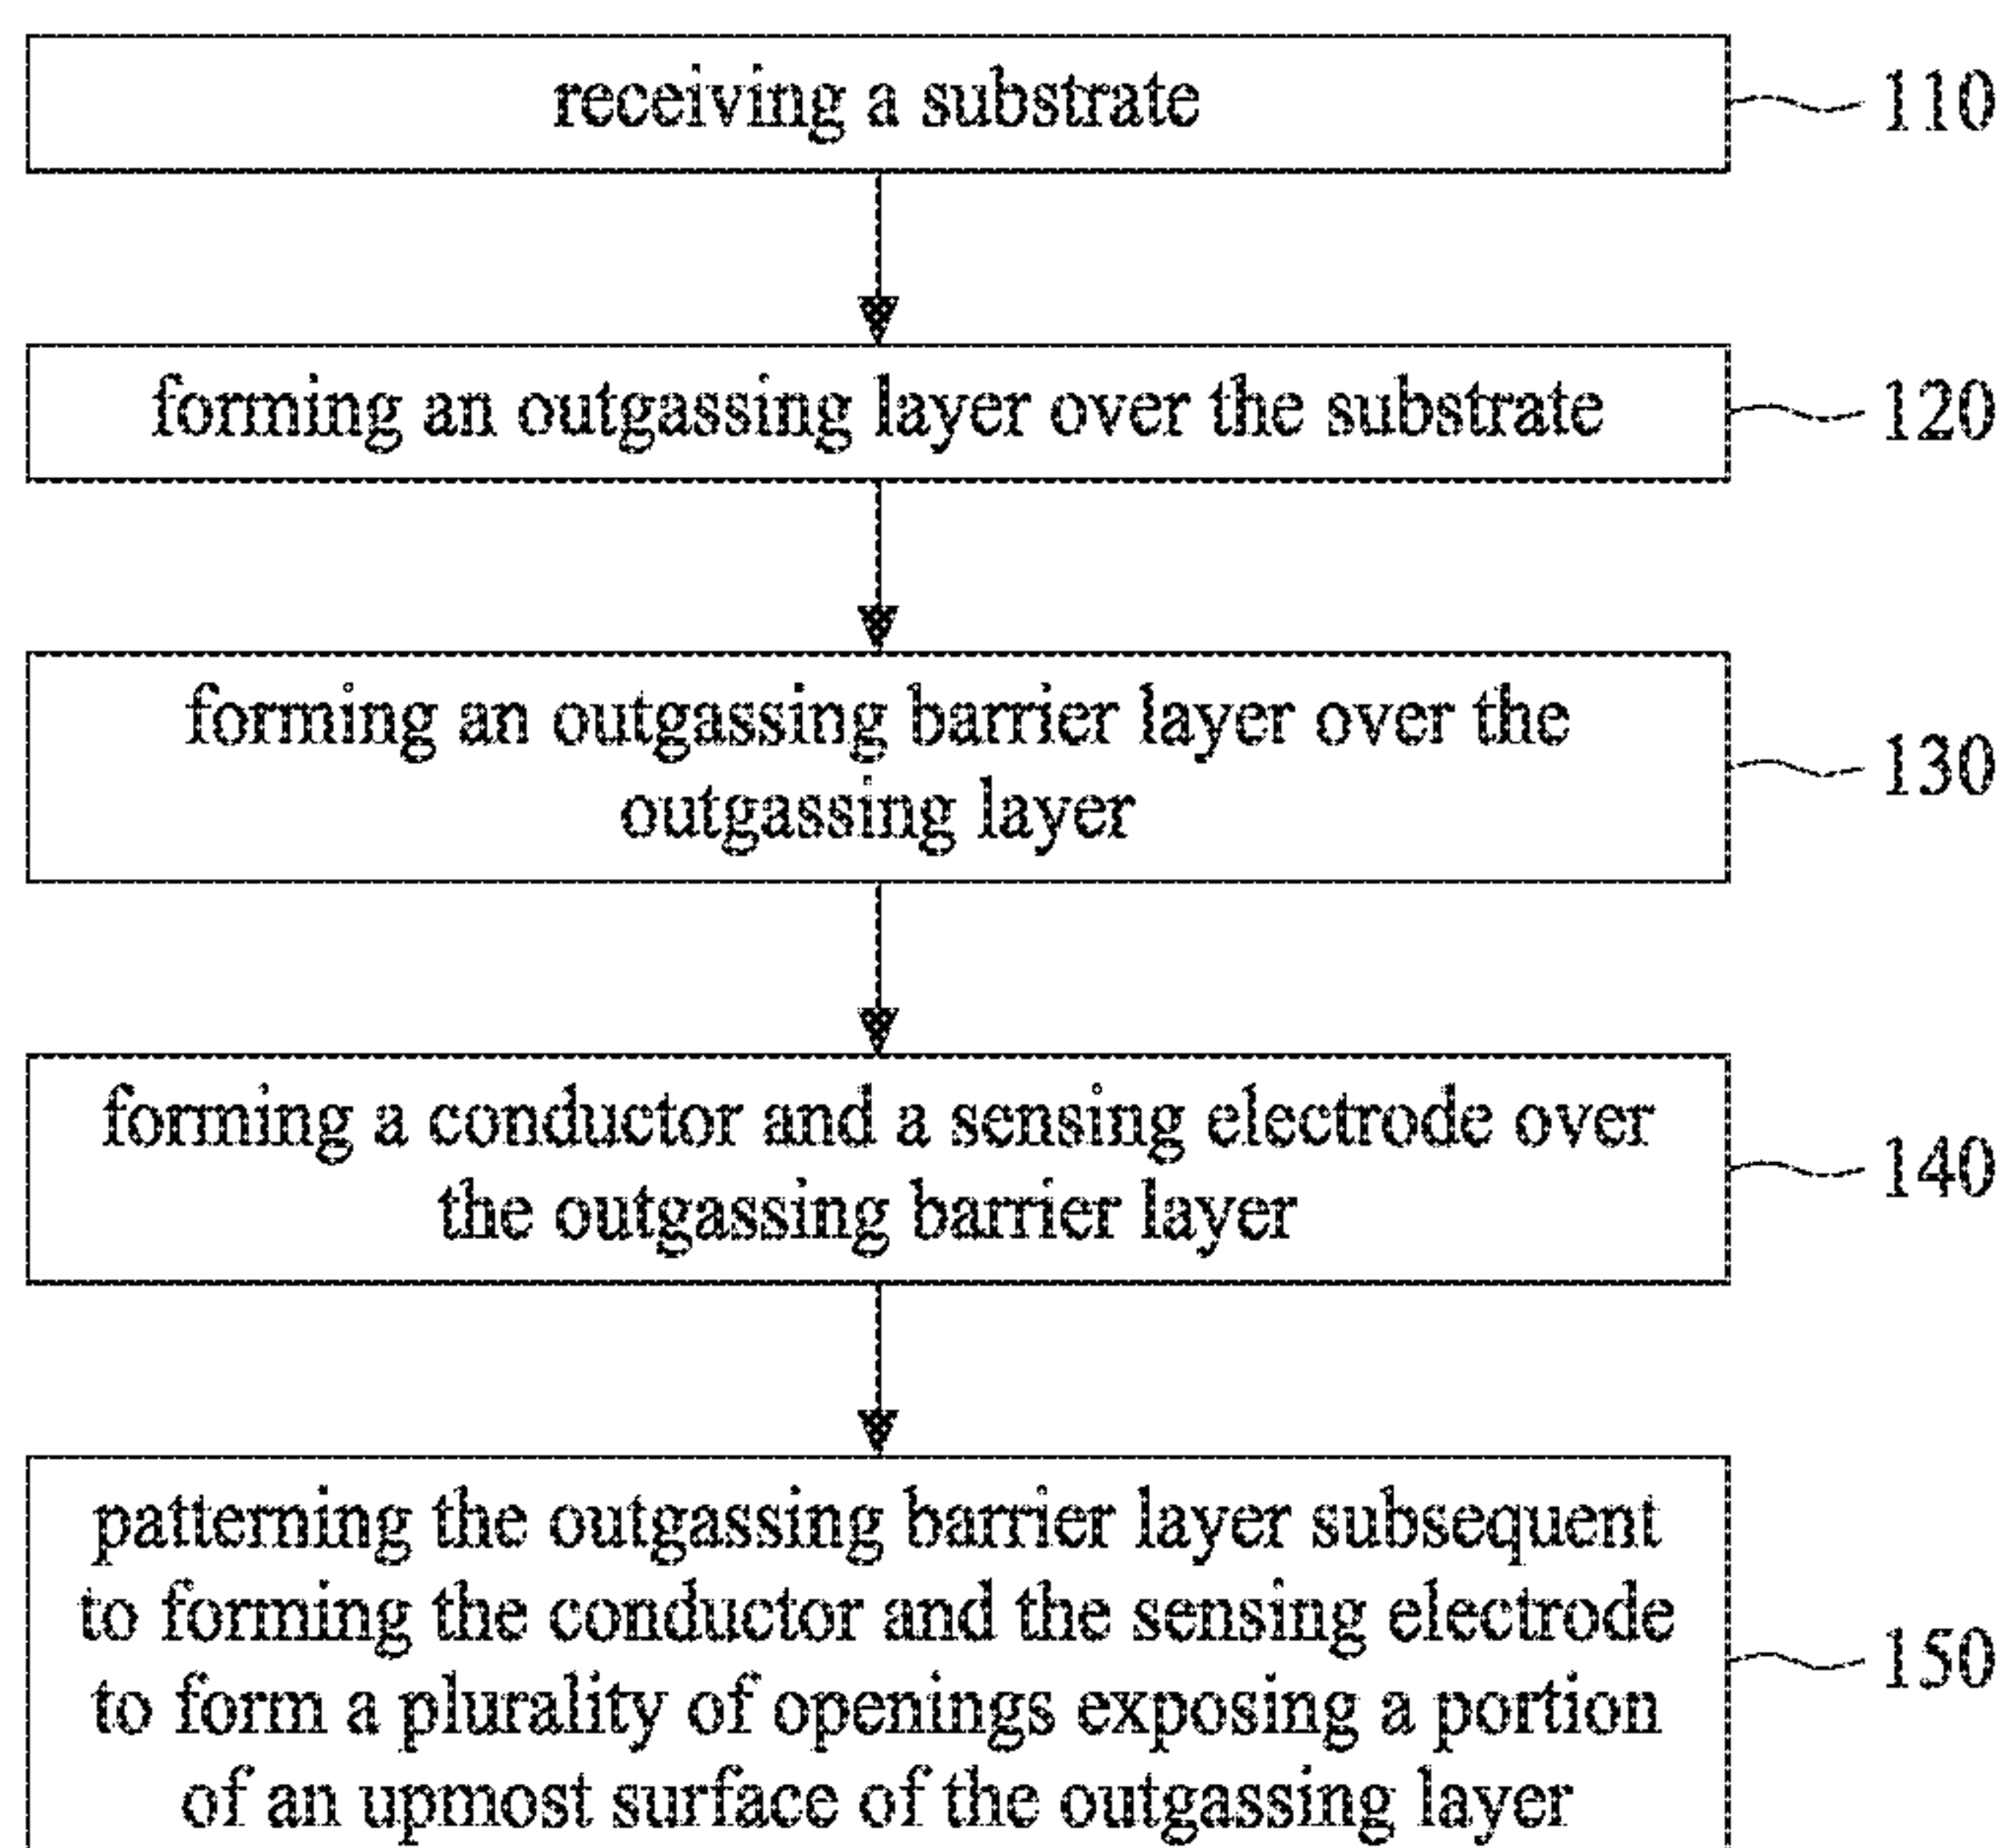 receiving a substrate
110
forming an outgassing layer over the substrate
120
forming an outgassing barrier layer over the
outgassing layer
130
forming a conductor and a sensing electrode over
the outgassing barrier layer
140
patterning the outgassing barrier layer subsequent
to forming the conductor and the sensing electrode
to form a plurality of openings exposing a portion
of an upmost surface of the outgassing layer
150